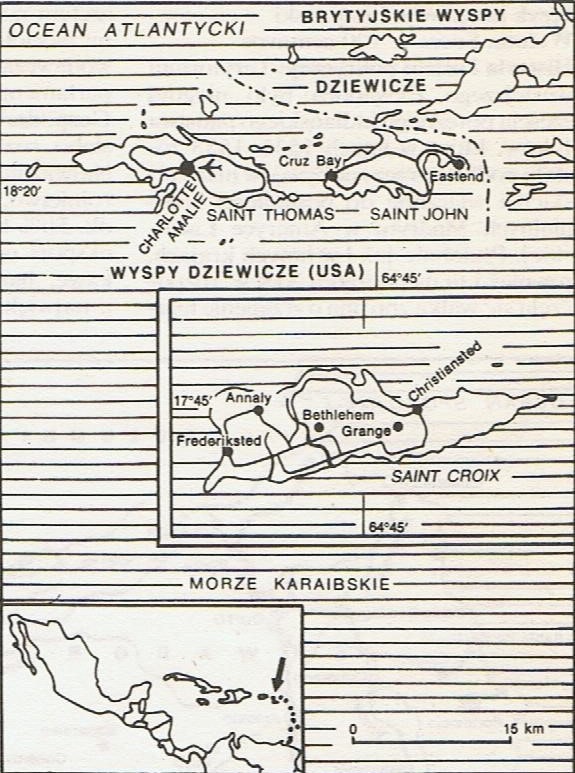 OCEAN ATLANTYCKI
BRYTYJSKIE WYSPY
DZIEWICZE
Cruz Bay
Eastend
18°20'
CHARLOTTE
AMALIE
SAINT THOMAS
SAINT JOHN
WYSPY DZIEWICZE (USA)
64°45'
Christiansted
17°45'
Annaly
Bethlehem
Grange
Frederiksted
SAINT CROIX
64°45'
MORZE KARAIBSKIE
0
15 km